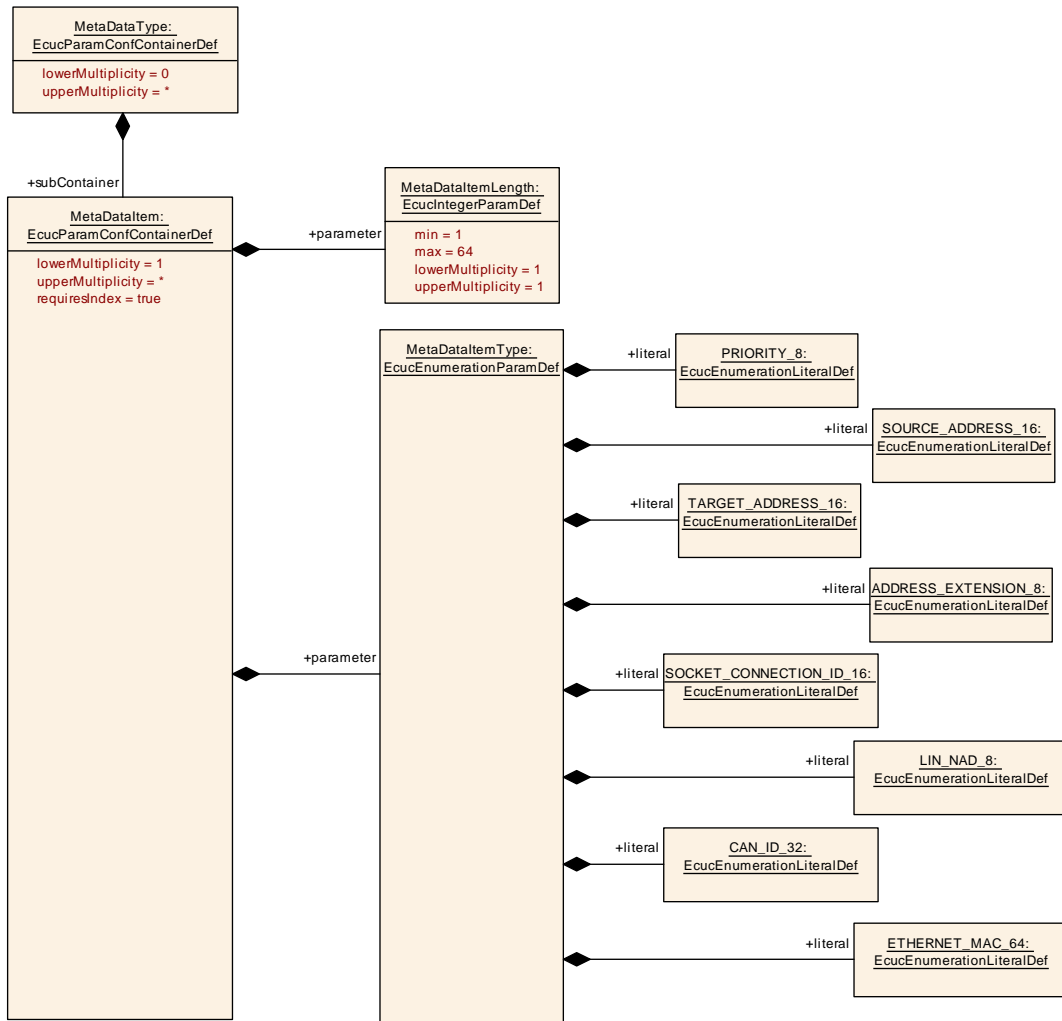 MetaDataType:
EcucParamConfContainerDef
lowerMultiplicity = 0
upperMultiplicity = *
+subContainer
MetaDataItem:
EcucParamConfContainerDef
lowerMultiplicity = 1
upperMultiplicity = *
requiresIndex = true
+parameter
MetaDataItemLength:
EcucIntegerParamDef
min = 1
max = 64
lowerMultiplicity = 1
upperMultiplicity = 1
+parameter
MetaDataItemType:
EcucEnumerationParamDef
+literal
PRIORITY_8:
EcucEnumerationLiteralDef
+literal
SOURCE_ADDRESS_16:
EcucEnumerationLiteralDef
+literal
TARGET_ADDRESS_16:
EcucEnumerationLiteralDef
+literal
ADDRESS_EXTENSION_8:
EcucEnumerationLiteralDef
+literal
SOCKET_CONNECTION_ID_16:
EcucEnumerationLiteralDef
+literal
LIN_NAD_8:
EcucEnumerationLiteralDef
+literal
CAN_ID_32:
EcucEnumerationLiteralDef
+literal
ETHERNET_MAC_64:
EcucEnumerationLiteralDef